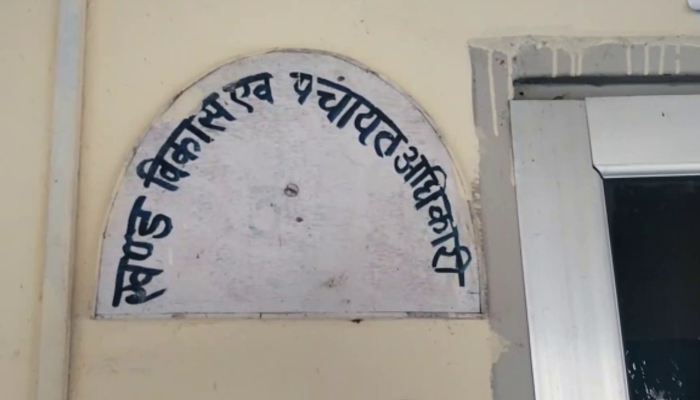 खण्ड विकास एव पंचायत अधिकारी